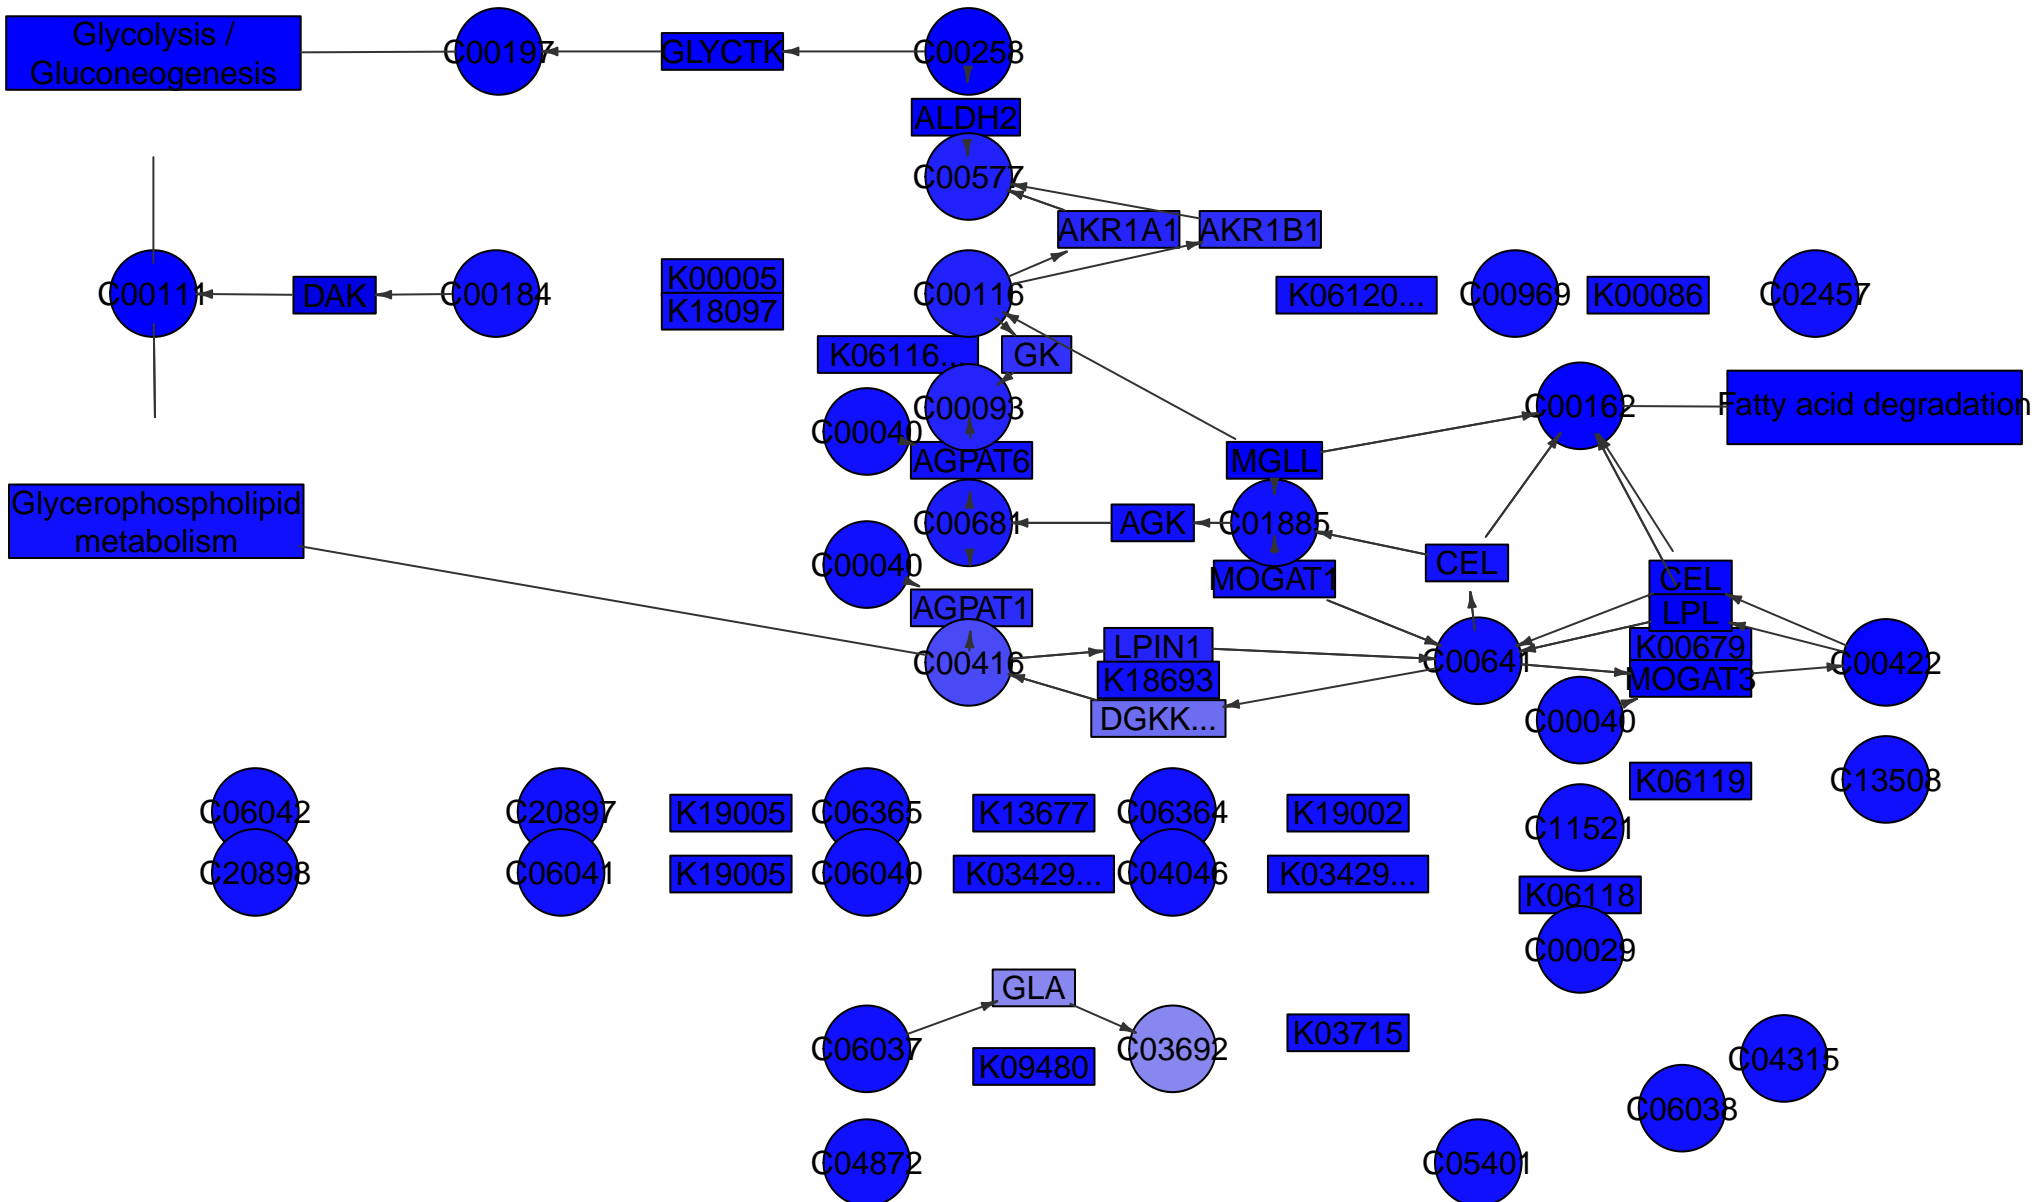 Glycolysis /
Gluconeogenesis
C00197
GLYCTK
C00258
ALDH2
C00577
AKR1A1
AKR1B1
C00111
DAK
C00184
K00005
K18097
C00116
K06120...
C00969
K00086
C02457
K06116...
GK
C00093
C00040
C00162
Fatty acid degradation
AGPAT6
MGLL
Glycerophospholipid
metabolism
C00681
AGK
C01885
C00040
MOGAT1
CEL
CEL
AGPAT1
LPL
C00416
LPIN1
K18693
DGKK...
C00641
K00679
MOGAT3
C00422
C00040
C06042
C20897
K19005
C06365
K13677
C06364
K19002
C11521
K06119
C13508
C20898
C06041
K19005
C06040
K03429...
C04046
K03429...
K06118
C00029
GLA
C06037
K09480
C03692
K03715
C04315
C06038
C04872
C05401